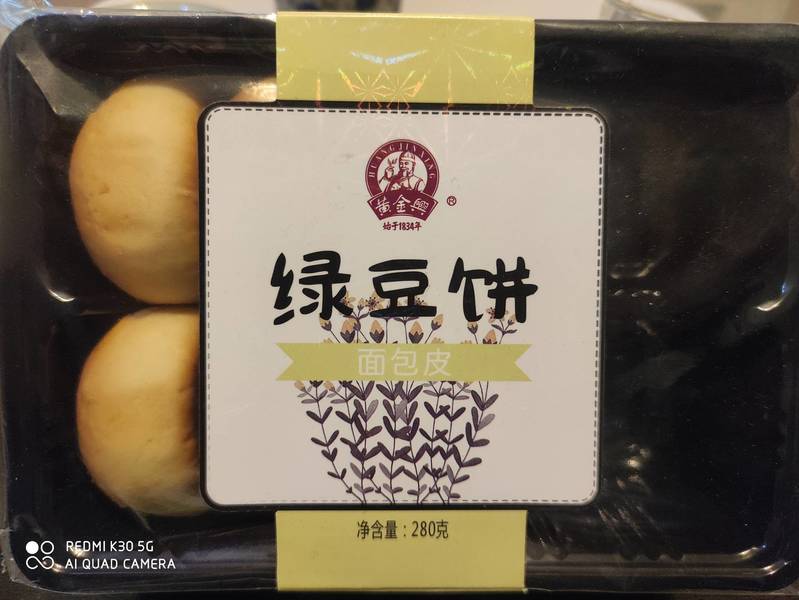 HUANGJINXING
黄金興
®
始于1834年
绿豆饼
面包皮
净含量：280克
REDMI K30 5G
AI QUAD CAMERA